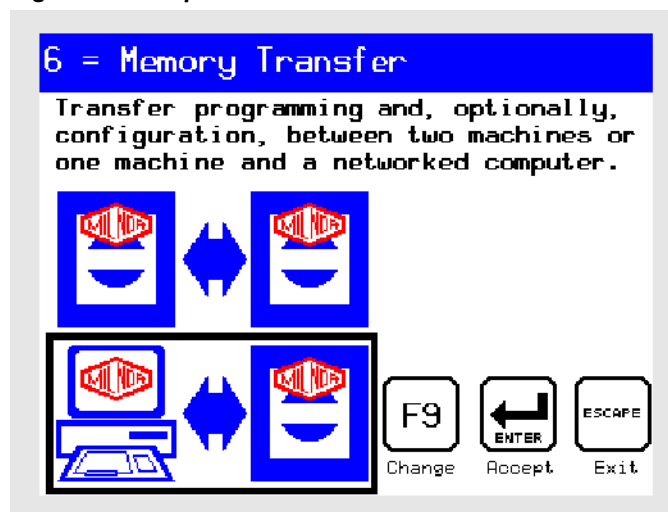 6 = Memory Transfer
Transfer programming and, optionally,
configuration, between two machines or
one machine and a networked computer.
MILNOR MILNOR
MILNOR MILNOR
F9 ENTER ESCAPE
Change Accept Exit